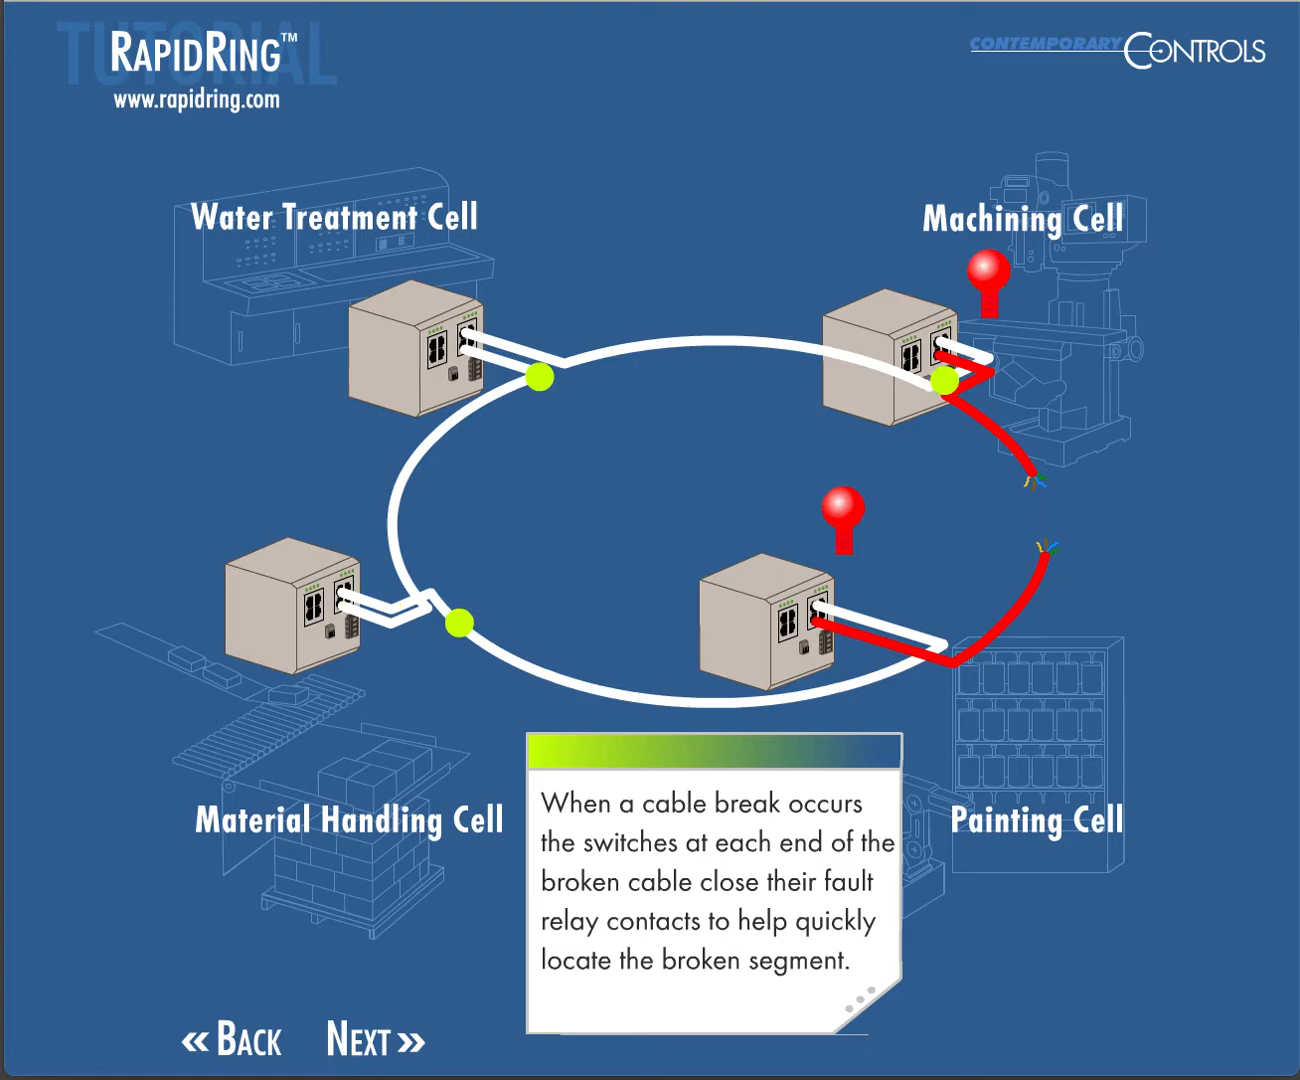 TUTORIAL
RAPIDRING™
www.rapidring.com
CONTEMPORARY CONTROLS
Water Treatment Cell
Machining Cell
Material Handling Cell
Painting Cell
When a cable break occurs
the switches at each end of the
broken cable close their fault
relay contacts to help quickly
locate the broken segment.
« BACK
NEXT »